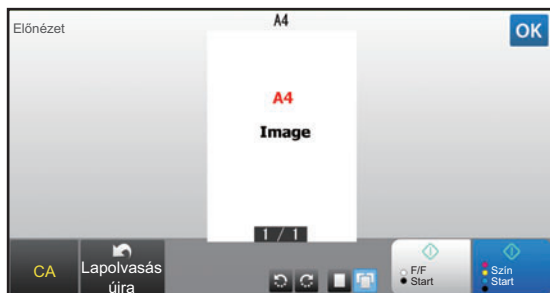 Előnézet
A4
OK
A4
Image
1 / 1
CA
Lapolvasás
újra
F/F
Start
Szín
Start